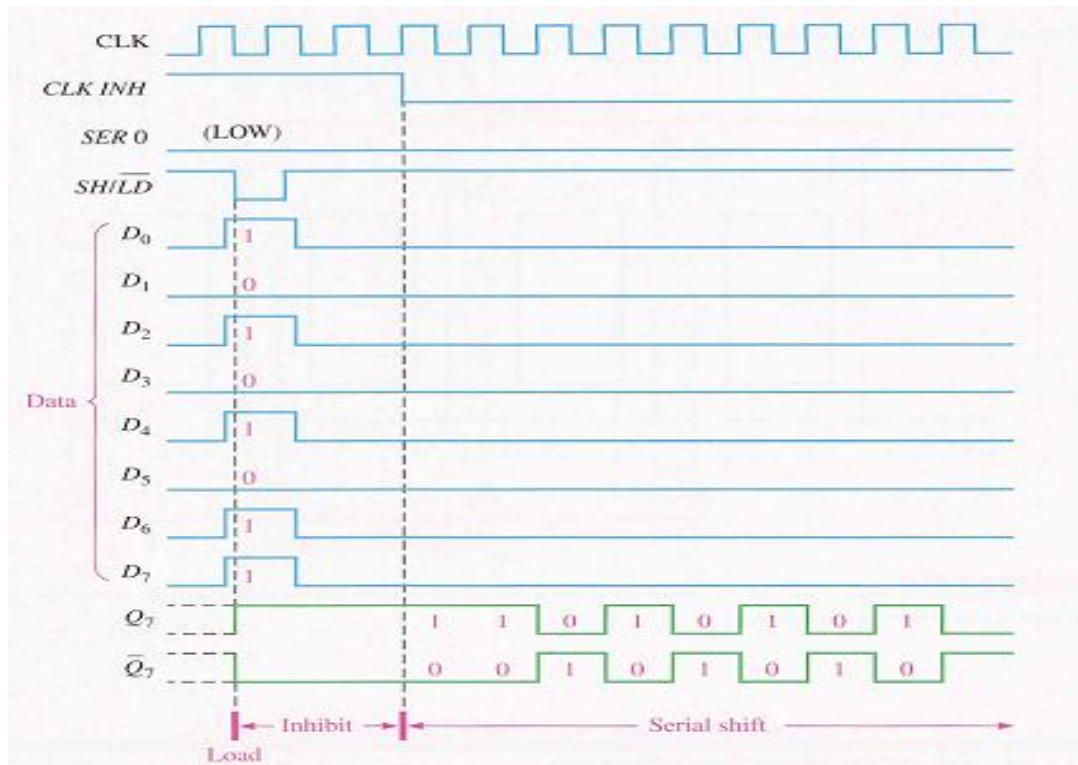 CLK
CLK INH
SER 0 (LOW)
SH/L̅D̅
D₀ 1
D₁ 0
D₂ 1
D₃ 0
Data
D₄ 1
D₅ 0
D₆ 1
D₇ 1
Q₇ 1 1 0 1 0 1 0 1
Q̅₇ 0 0 1 0 1 0 1 0
Inhibit Serial shift
Load